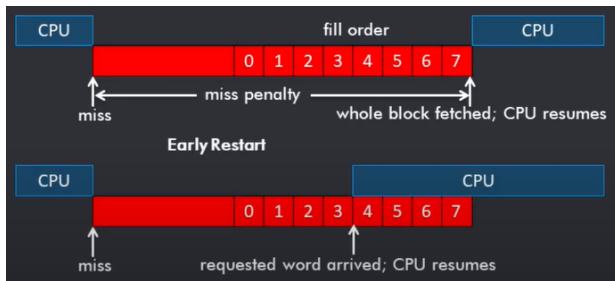 CPU fill order CPU
0 1 2 3 4 5 6 7
miss penalty
miss whole block fetched; CPU resumes
Early Restart
CPU CPU
0 1 2 3 4 5 6 7
miss requested word arrived; CPU resumes